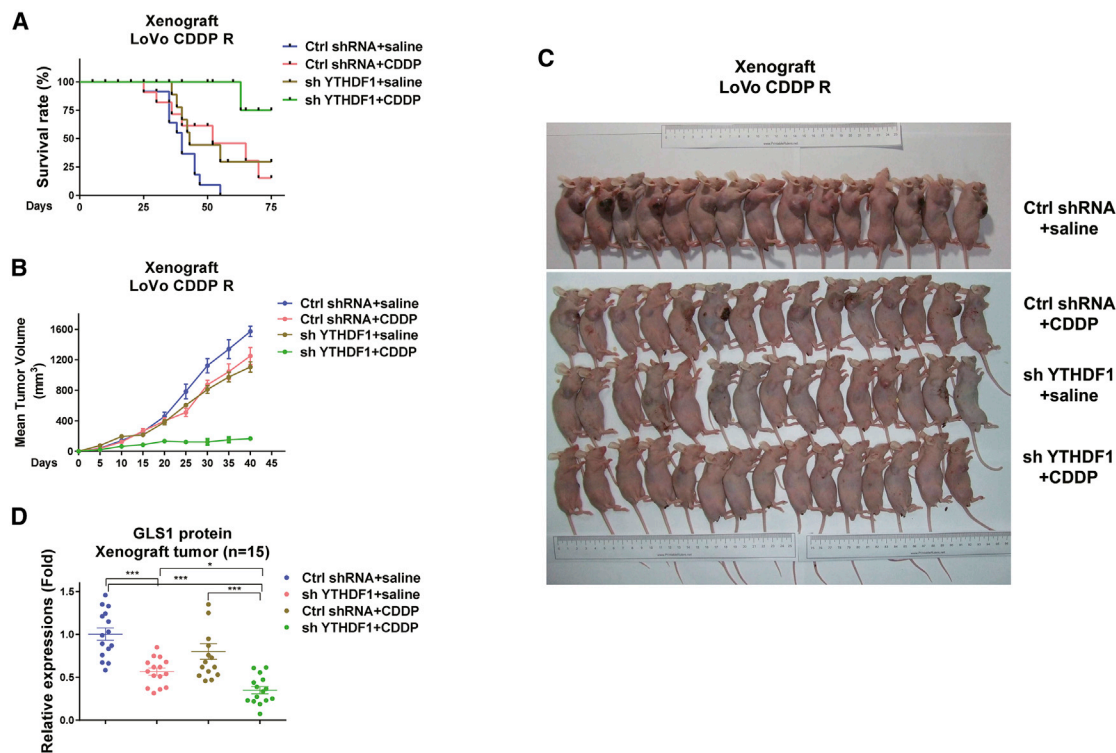 A
Xenograft
LoVo CDDP R
Ctrl shRNA+saline
Ctrl shRNA+CDDP
sh YTHDF1+saline
sh YTHDF1+CDDP
Survival rate (%)
100
75
50
25
0
Days
0
25
50
75
B
Xenograft
LoVo CDDP R
Ctrl shRNA+saline
Ctrl shRNA+CDDP
sh YTHDF1+saline
sh YTHDF1+CDDP
Mean Tumor Volume
(mm³)
1600
1200
800
400
0
Days
0 5 10 15 20 25 30 35 40 45
C
Xenograft
LoVo CDDP R
Ctrl shRNA
+saline
Ctrl shRNA
+CDDP
sh YTHDF1
+saline
sh YTHDF1
+CDDP
D
GLS1 protein
Xenograft tumor (n=15)
*
***
***
***
Ctrl shRNA+saline
sh YTHDF1+saline
Ctrl shRNA+CDDP
sh YTHDF1+CDDP
Relative expressions (Fold)
1.5
1.0
0.5
0.0